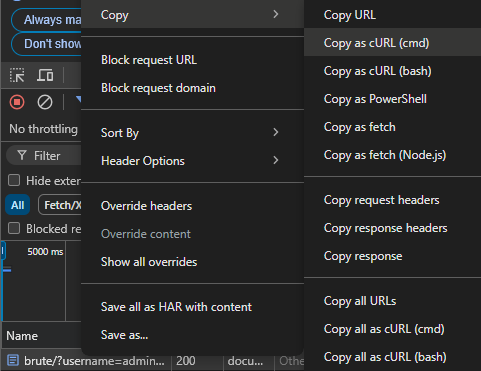 Always ma
Don't show
No throttling
Filter
Hide exten
All
Fetch/X
Blocked re
5000 ms
Name
brute/?username=admin... 200 docu... Othe
Copy
Block request URL
Block request domain
Sort By
Header Options
Override headers
Override content
Show all overrides
Save all as HAR with content
Save as...
Copy URL
Copy as cURL (cmd)
Copy as cURL (bash)
Copy as PowerShell
Copy as fetch
Copy as fetch (Node.js)
Copy request headers
Copy response headers
Copy response
Copy all URLs
Copy all as cURL (cmd)
Copy all as cURL (bash)